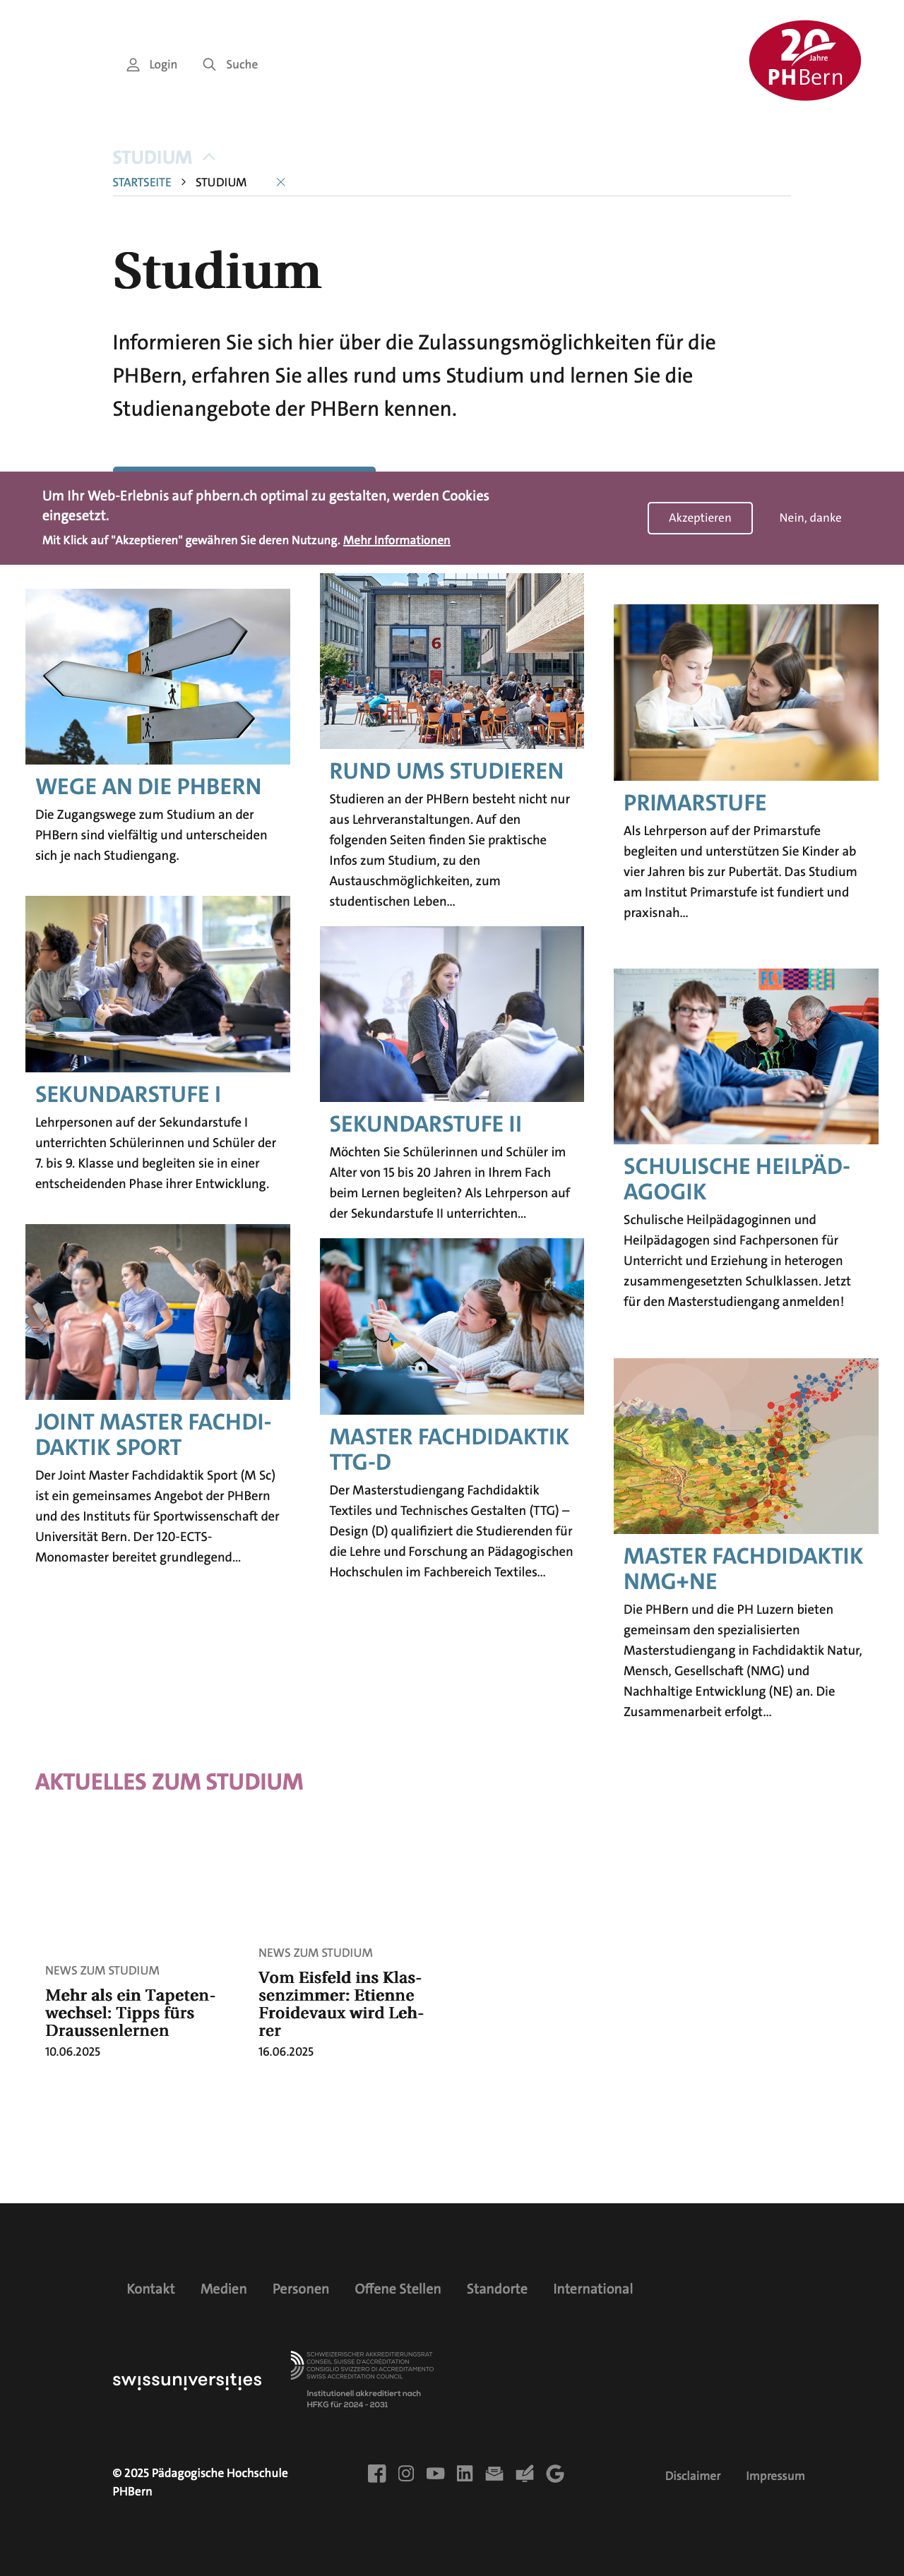 Login
Suche
20
Jahre
PHBern
STUDIUM
STARTSEITE
STUDIUM
Studium
Informieren Sie sich hier über die Zulassungsmöglichkeiten für die
PHBern, erfahren Sie alles rund ums Studium und lernen Sie die
Studienangebote der PHBern kennen.
Um Ihr Web-Erlebnis auf phbern.ch optimal zu gestalten, werden Cookies
eingesetzt.
Mit Klick auf "Akzeptieren" gewähren Sie deren Nutzung. Mehr Informationen
Akzeptieren
Nein, danke
WEGE AN DIE PHBERN
Die Zugangswege zum Studium an der
PHBern sind vielfältig und unterscheiden
sich je nach Studiengang.
6
RUND UMS STUDIEREN
Studieren an der PHBern besteht nicht nur
aus Lehrveranstaltungen. Auf den
folgenden Seiten finden Sie praktische
Infos zum Studium, zu den
Austauschmöglichkeiten, zum
studentischen Leben...
PRIMARSTUFE
Als Lehrperson auf der Primarstufe
begleiten und unterstützen Sie Kinder ab
vier Jahren bis zur Pubertät. Das Studium
am Institut Primarstufe ist fundiert und
praxisnah...
SEKUNDARSTUFE I
Lehrpersonen auf der Sekundarstufe I
unterrichten Schülerinnen und Schüler der
7. bis 9. Klasse und begleiten sie in einer
entscheidenden Phase ihrer Entwicklung.
SEKUNDARSTUFE II
Möchten Sie Schülerinnen und Schüler im
Alter von 15 bis 20 Jahren in Ihrem Fach
beim Lernen begleiten? Als Lehrperson auf
der Sekundarstufe II unterrichten...
SCHULISCHE HEILPÄD-
AGOGIK
Schulische Heilpädagoginnen und
Heilpädagogen sind Fachpersonen für
Unterricht und Erziehung in heterogen
zusammengesetzten Schulklassen. Jetzt
für den Masterstudiengang anmelden!
JOINT MASTER FACHDI-
DAKTIK SPORT
Der Joint Master Fachdidaktik Sport (M Sc)
ist ein gemeinsames Angebot der PHBern
und des Instituts für Sportwissenschaft der
Universität Bern. Der 120-ECTS-
Monomaster bereitet grundlegend...
MASTER FACHDIDAKTIK
TTG-D
Der Masterstudiengang Fachdidaktik
Textiles und Technisches Gestalten (TTG) –
Design (D) qualifiziert die Studierenden für
die Lehre und Forschung an Pädagogischen
Hochschulen im Fachbereich Textiles...
MASTER FACHDIDAKTIK
NMG+NE
Die PHBern und die PH Luzern bieten
gemeinsam den spezialisierten
Masterstudiengang in Fachdidaktik Natur,
Mensch, Gesellschaft (NMG) und
Nachhaltige Entwicklung (NE) an. Die
Zusammenarbeit erfolgt...
AKTUELLES ZUM STUDIUM
NEWS ZUM STUDIUM
Mehr als ein Tapeten-
wechsel: Tipps fürs
Draussenlernen
10.06.2025
NEWS ZUM STUDIUM
Vom Eisfeld ins Klas-
senzimmer: Etienne
Froidevaux wird Leh-
rer
16.06.2025
Kontakt
Medien
Personen
Offene Stellen
Standorte
International
swissuniversities
SCHWEIZERISCHER AKKREDITIERUNGSRAT
CONSEIL SUISSE D'ACCRÉDITATION
CONSIGLIO SVIZZERO DI ACCREDITAMENTO
SWISS ACCREDITATION COUNCIL
Institutionell akkreditiert nach
HFKG für 2024 - 2031
© 2025 Pädagogische Hochschule
PHBern
Disclaimer
Impressum